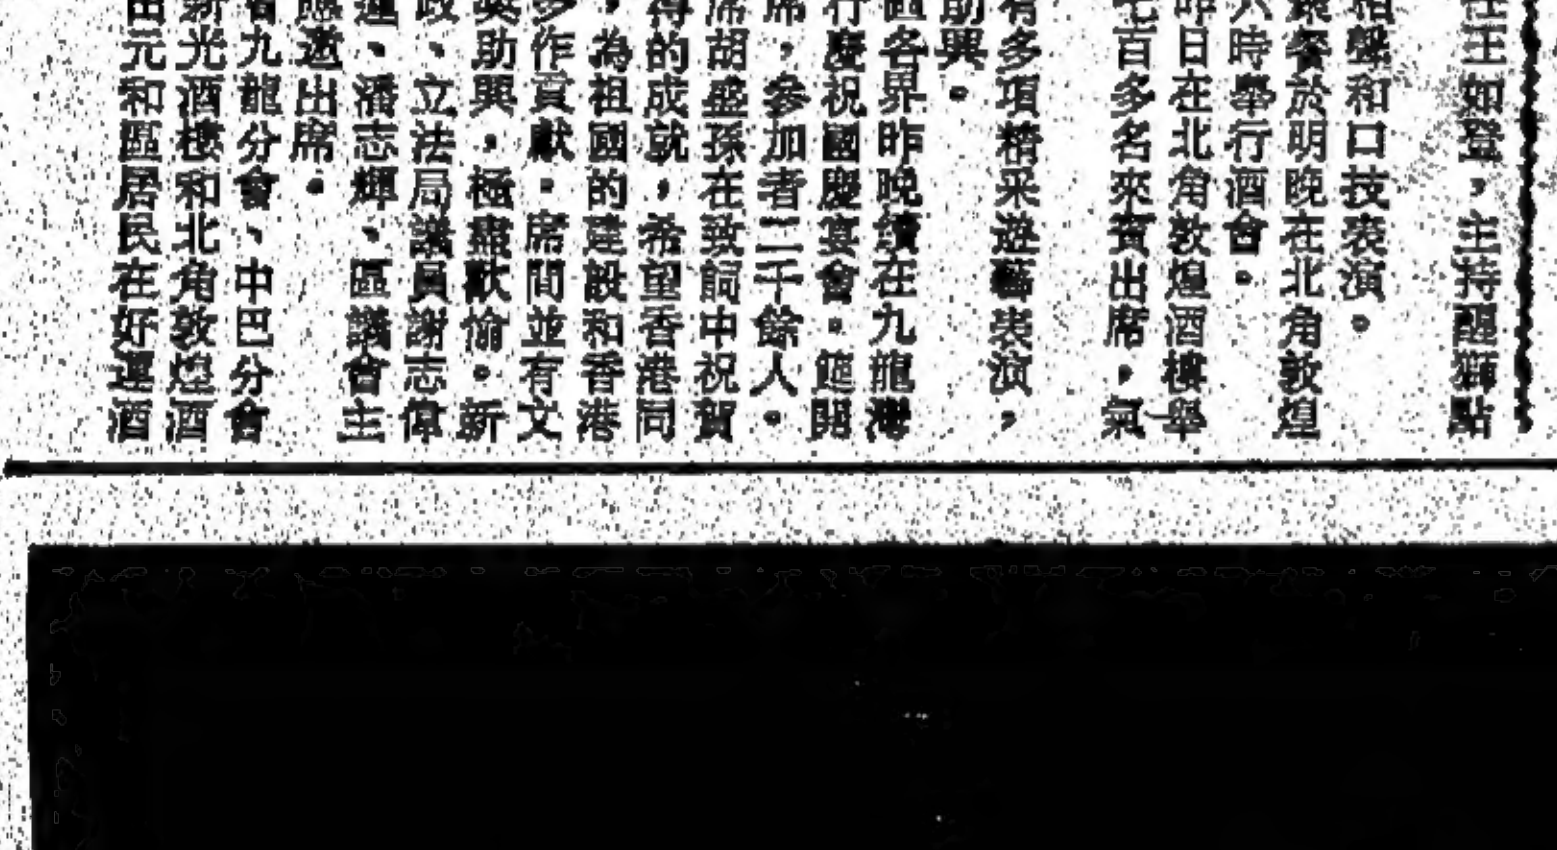 任王如登，主持醒獅點
相聲和口技表演。
聚餐於明晚在北角敦煌
六時舉行酒會。
昨日在北角敦煌酒樓舉
七百多名來賓出席，氣
有多項精采遊藝表演，
助興。
區各界昨晚續在九龍灣
行慶祝國慶宴會。筵開
席，參加者二千餘人。
席胡盛孫在致詞中祝賀
得的成就，希望香港同
，為祖國的建設和香港
多作貢獻。席間並有文
娛助興，極盡歡愉。新
政、立法局議員謝志偉
運、潘志輝、區議會主
應邀出席。
省九龍分會、中巴分會
新光酒樓和北角敦煌酒
田元和區居民在好運酒